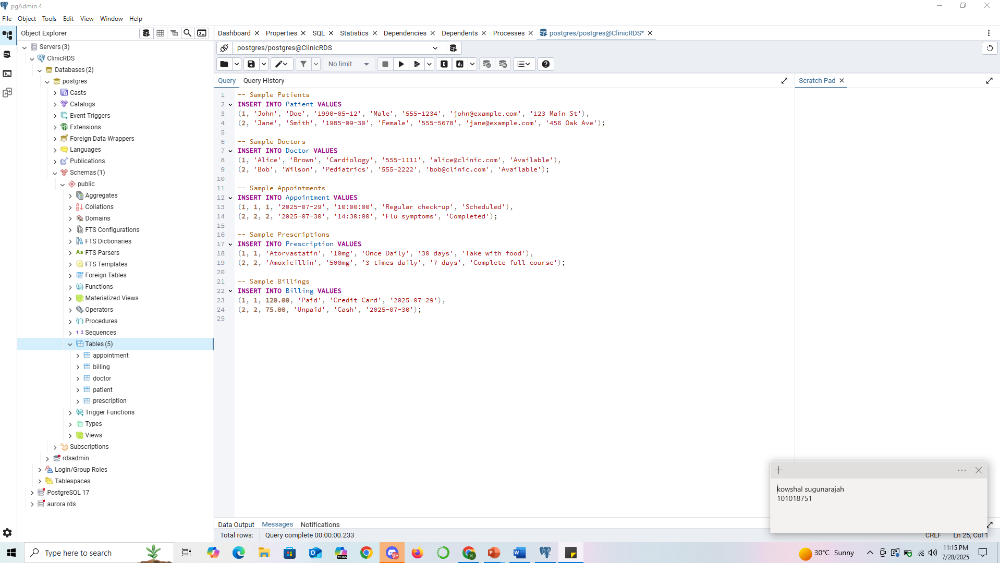 pgAdmin 4
File Object Tools Edit View Window Help
Object Explorer
Dashboard Properties SQL Statistics Dependencies Dependents Processes postgres/postgres@ClinicRDS*
Servers (3)
ClinicRDS
Databases (2)
postgres
Casts
Catalogs
Event Triggers
Extensions
Foreign Data Wrappers
Languages
Publications
Schemas (1)
public
Aggregates
Collations
Domains
FTS Configurations
FTS Dictionaries
Aa FTS Parsers
FTS Templates
Foreign Tables
Functions
Materialized Views
Operators
Procedures
1..3 Sequences
Tables (5)
appointment
billing
doctor
patient
prescription
Trigger Functions
Types
Views
Subscriptions
rdsadmin
Login/Group Roles
Tablespaces
PostgreSQL 17
aurora rds
postgres/postgres@ClinicRDS
No limit
E
Query Query History
Scratch Pad
1 -- Sample Patients
2 INSERT INTO Patient VALUES
3 (1, 'John', 'Doe', '1990-05-12', 'Male', '555-1234', 'john@example.com', '123 Main St'),
4 (2, 'Jane', 'Smith', '1985-09-30', 'Female', '555-5678', 'jane@example.com', '456 Oak Ave');
5
6 -- Sample Doctors
7 INSERT INTO Doctor VALUES
8 (1, 'Alice', 'Brown', 'Cardiology', '555-1111', 'alice@clinic.com', 'Available'),
9 (2, 'Bob', 'Wilson', 'Pediatrics', '555-2222', 'bob@clinic.com', 'Available');
10
11 -- Sample Appointments
12 INSERT INTO Appointment VALUES
13 (1, 1, 1, '2025-07-29', '10:00:00', 'Regular check-up', 'Scheduled'),
14 (2, 2, 2, '2025-07-30', '14:30:00', 'Flu symptoms', 'Completed');
15
16 -- Sample Prescriptions
17 INSERT INTO Prescription VALUES
18 (1, 1, 'Atorvastatin', '10mg', 'Once Daily', '30 days', 'Take with food'),
19 (2, 2, 'Amoxicillin', '500mg', '3 times daily', '7 days', 'Complete full course');
20
21 -- Sample Billings
22 INSERT INTO Billing VALUES
23 (1, 1, 120.00, 'Paid', 'Credit Card', '2025-07-29'),
24 (2, 2, 75.00, 'Unpaid', 'Cash', '2025-07-30');
25
kowshal sugunarajah
101018751
Data Output Messages Notifications
Total rows: Query complete 00:00:00.233
CRLF Ln 25, Col 1
Type here to search
M365
9+
30°C Sunny
11:15 PM
7/28/2025